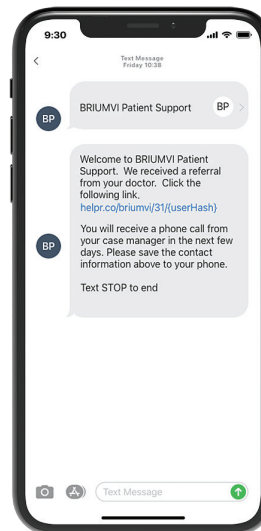 9:30
Text Message
Friday 10:38
BP
BRIUMVI Patient Support
BP
Welcome to BRIUMVI Patient
Support. We received a referral
from your doctor. Click the
following link.
helpr.co/briumvi/31/{userHash}
BP
You will receive a phone call from
your case manager in the next few
days. Please save the contact
information above to your phone.
Text STOP to end
Text Message